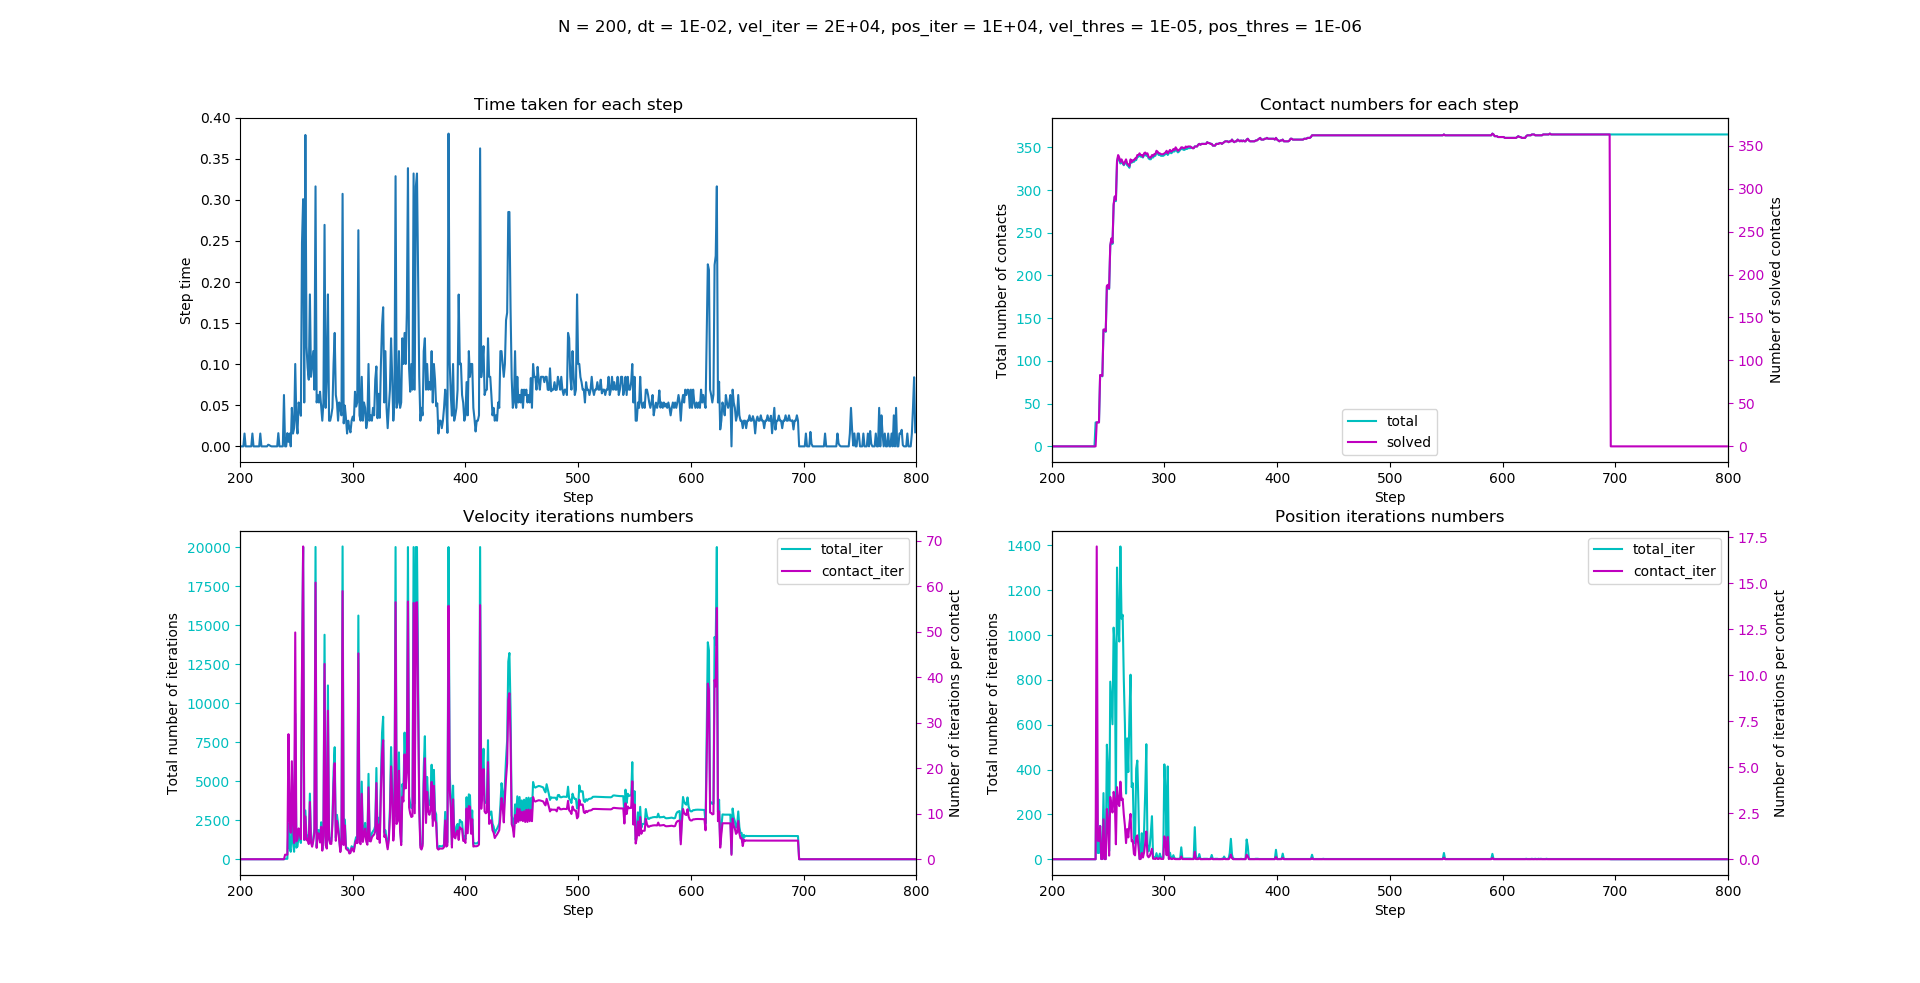 N = 200, dt = 1E-02, vel_iter = 2E+04, pos_iter = 1E+04, vel_thres = 1E-05, pos_thres = 1E-06
Time taken for each step
0.40
0.35
0.30
0.25
0.20
0.15
0.10
0.05
0.00
Step time
200 300 400 500 600 700 800
Step
Contact numbers for each step
350
300
250
200
150
100
50
0
Total number of contacts
350
300
250
200
150
100
50
0
Number of solved contacts
total
solved
200 300 400 500 600 700 800
Step
Velocity iterations numbers
20000
17500
15000
12500
10000
7500
5000
2500
0
Total number of iterations
70
60
50
40
30
20
10
0
Number of iterations per contact
total_iter
contact_iter
200 300 400 500 600 700 800
Step
Position iterations numbers
1400
1200
1000
800
600
400
200
0
Total number of iterations
17.5
15.0
12.5
10.0
7.5
5.0
2.5
0.0
Number of iterations per contact
total_iter
contact_iter
200 300 400 500 600 700 800
Step